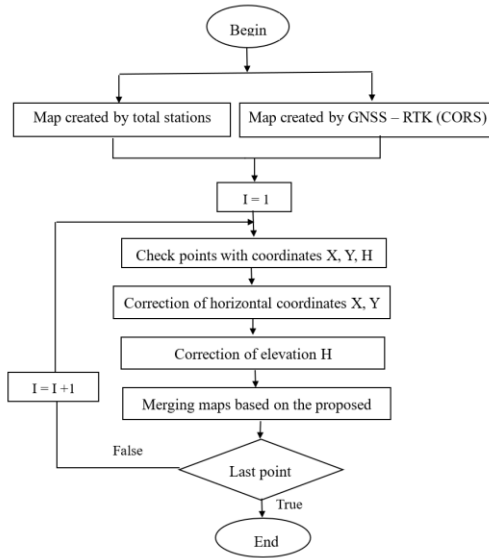 Begin
Map created by total stations
Map created by GNSS – RTK (CORS)
I = 1
Check points with coordinates X, Y, H
Correction of horizontal coordinates X, Y
Correction of elevation H
I = I +1
Merging maps based on the proposed
False
Last point
True
End